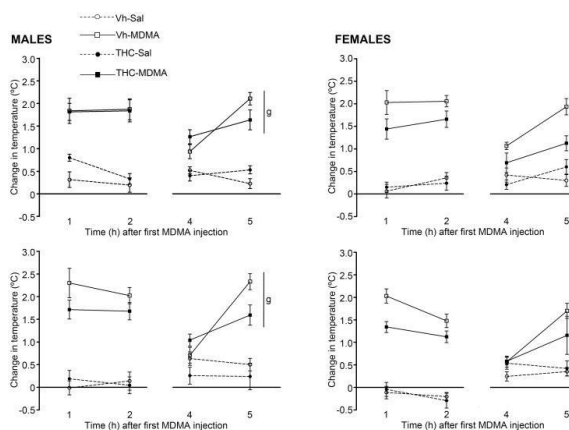 Vh-Sal
Vh-MDMA
THC-Sal
THC-MDMA
MALES
FEMALES
Change in temperature (ºC)
3.0
2.5
2.0
1.5
1.0
0.5
0
-0.5
g
1 2 4 5
Time (h) after first MDMA injection
Change in temperature (ºC)
3.0
2.5
2.0
1.5
1.0
0.5
0
-0.5
1 2 4 5
Time (h) after first MDMA injection
Change in temperature (ºC)
3.0
2.5
2.0
1.5
1.0
0.5
0
-0.5
g
1 2 4 5
Time (h) after first MDMA injection
Change in temperature (ºC)
3.0
2.5
2.0
1.5
1.0
0.5
0
-0.5
1 2 4 5
Time (h) after first MDMA injection